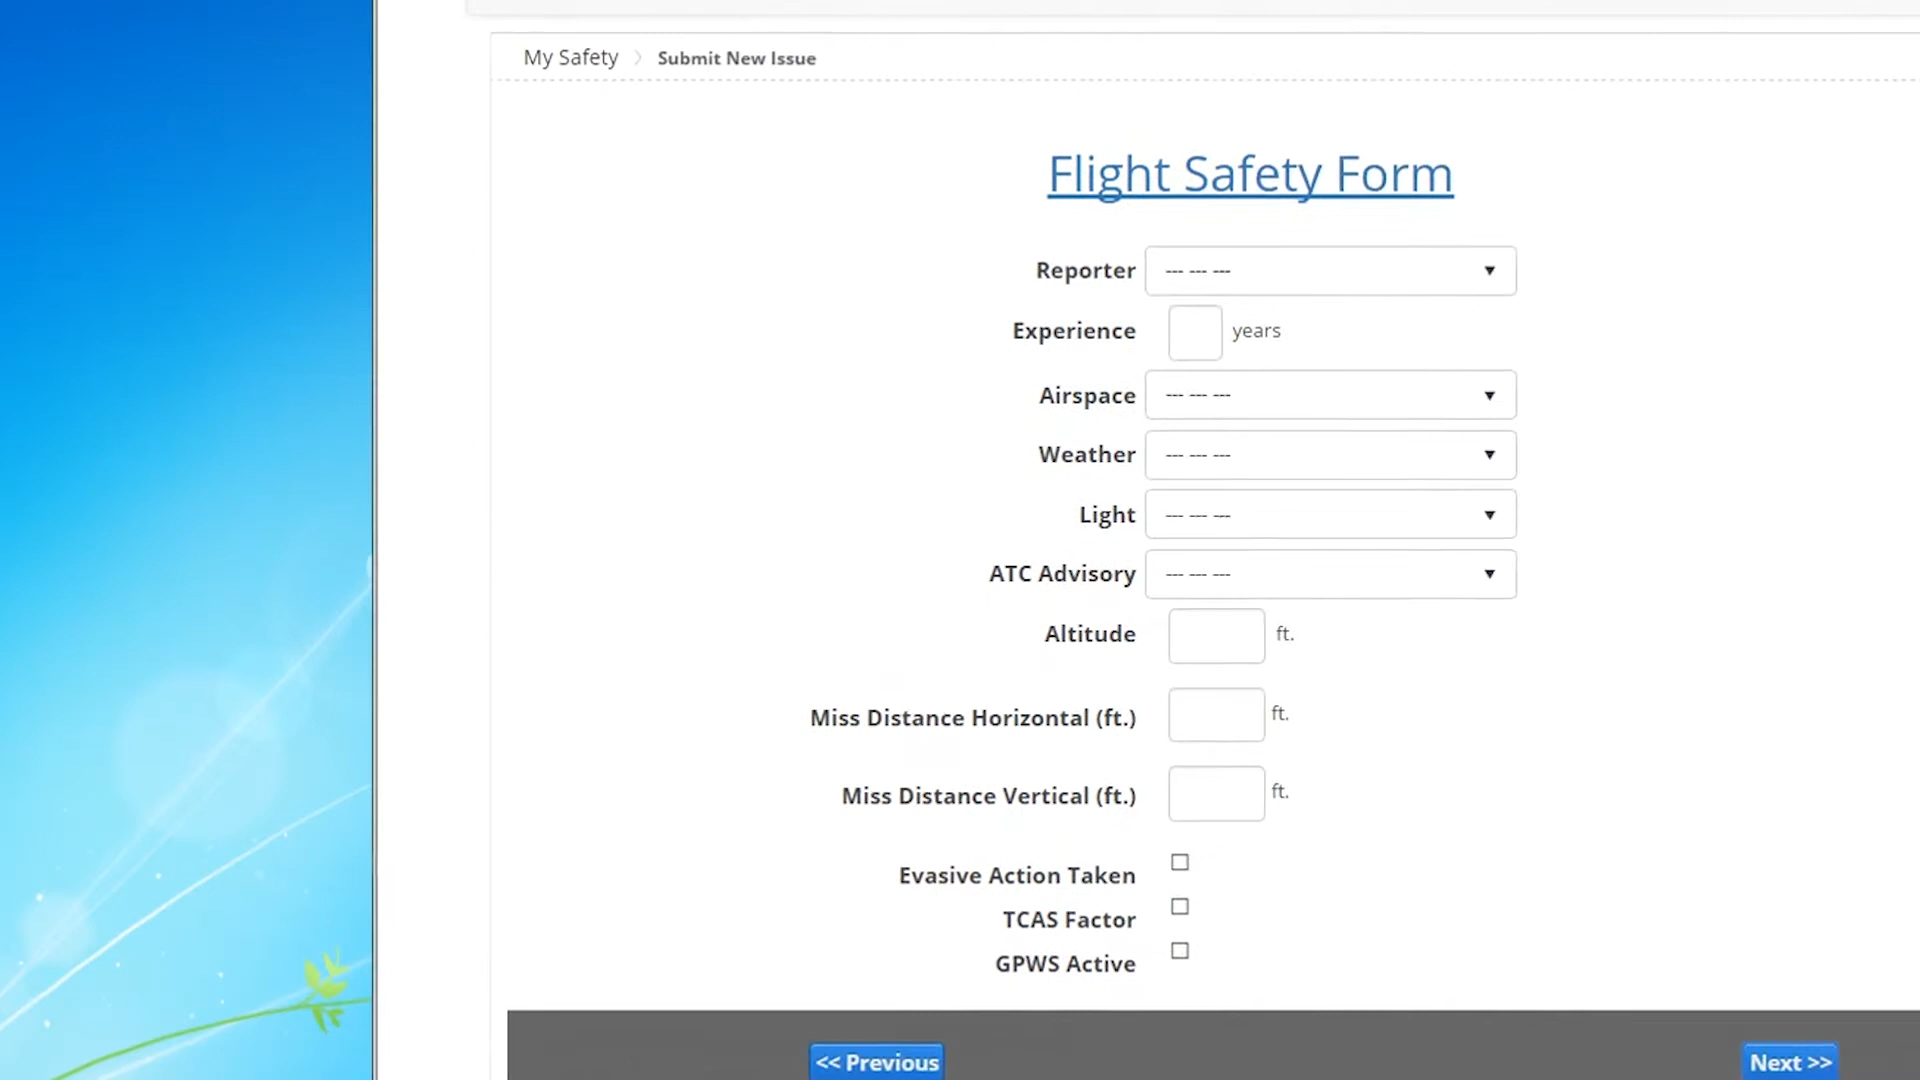 My Safety > Submit New Issue
Flight Safety Form
Reporter --- --- ---
Experience years
Airspace --- --- ---
Weather --- --- ---
Light --- --- ---
ATC Advisory --- --- ---
Altitude ft.
Miss Distance Horizontal (ft.) ft.
Miss Distance Vertical (ft.) ft.
Evasive Action Taken
TCAS Factor
GPWS Active
<< Previous Next >>